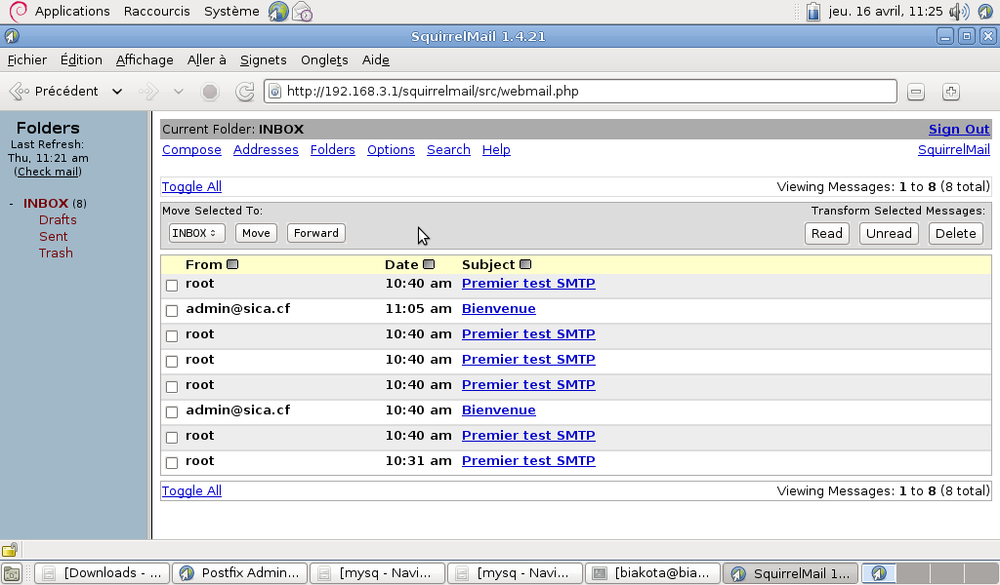 Applications Raccourcis Système jeu. 16 avril, 11:25
SquirrelMail 1.4.21
Fichier Édition Affichage Aller à Signets Onglets Aide
Précédent http://192.168.3.1/squirrelmail/src/webmail.php
Folders
Last Refresh:
Thu, 11:21 am
(Check mail)
- INBOX (8)
Drafts
Sent
Trash
Current Folder: INBOX Sign Out
Compose Addresses Folders Options Search Help SquirrelMail
Toggle All Viewing Messages: 1 to 8 (8 total)
Move Selected To: Transform Selected Messages:
INBOX Move Forward Read Unread Delete
From Date Subject
root 10:40 am Premier test SMTP
admin@sica.cf 11:05 am Bienvenue
root 10:40 am Premier test SMTP
root 10:40 am Premier test SMTP
root 10:40 am Premier test SMTP
admin@sica.cf 10:40 am Bienvenue
root 10:40 am Premier test SMTP
root 10:31 am Premier test SMTP
Toggle All Viewing Messages: 1 to 8 (8 total)
[Downloads - ... Postfix Admin... [mysq - Navi... [mysq - Navi... [biakota@bia... SquirrelMail 1...